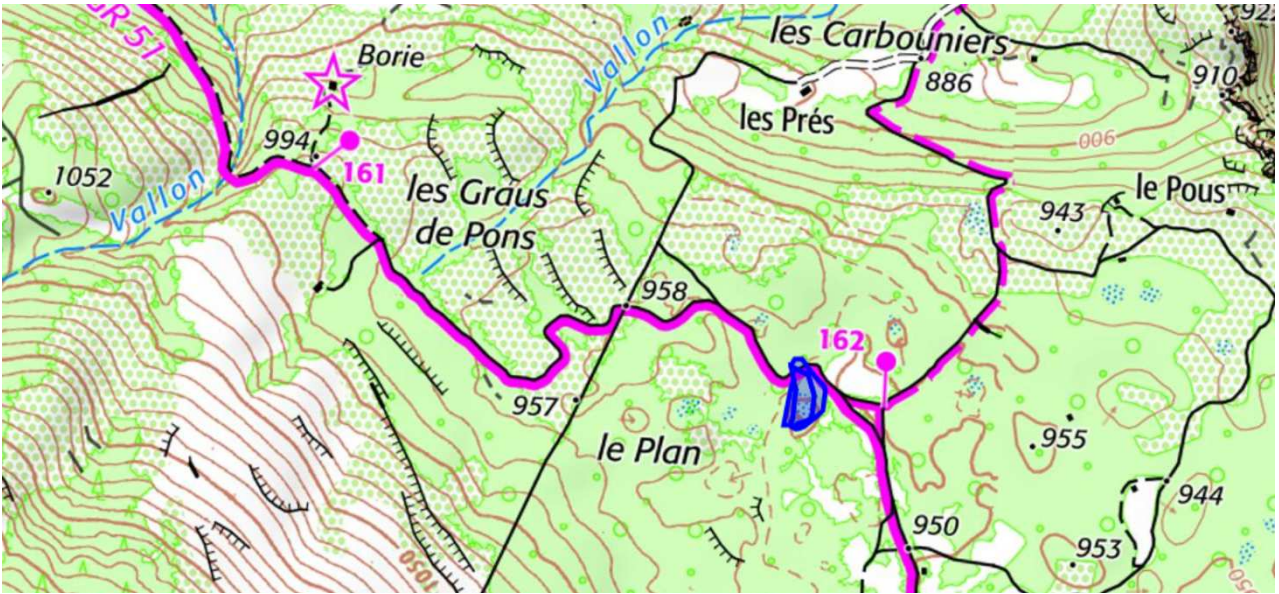 GR 51
Borie
994
161
1052
Vallon
Vallon
les Graus
de Pons
les Carbouniers
886
les Prés
910
900
le Pous
943
958
162
957
le Plan
955
944
950
953
1050